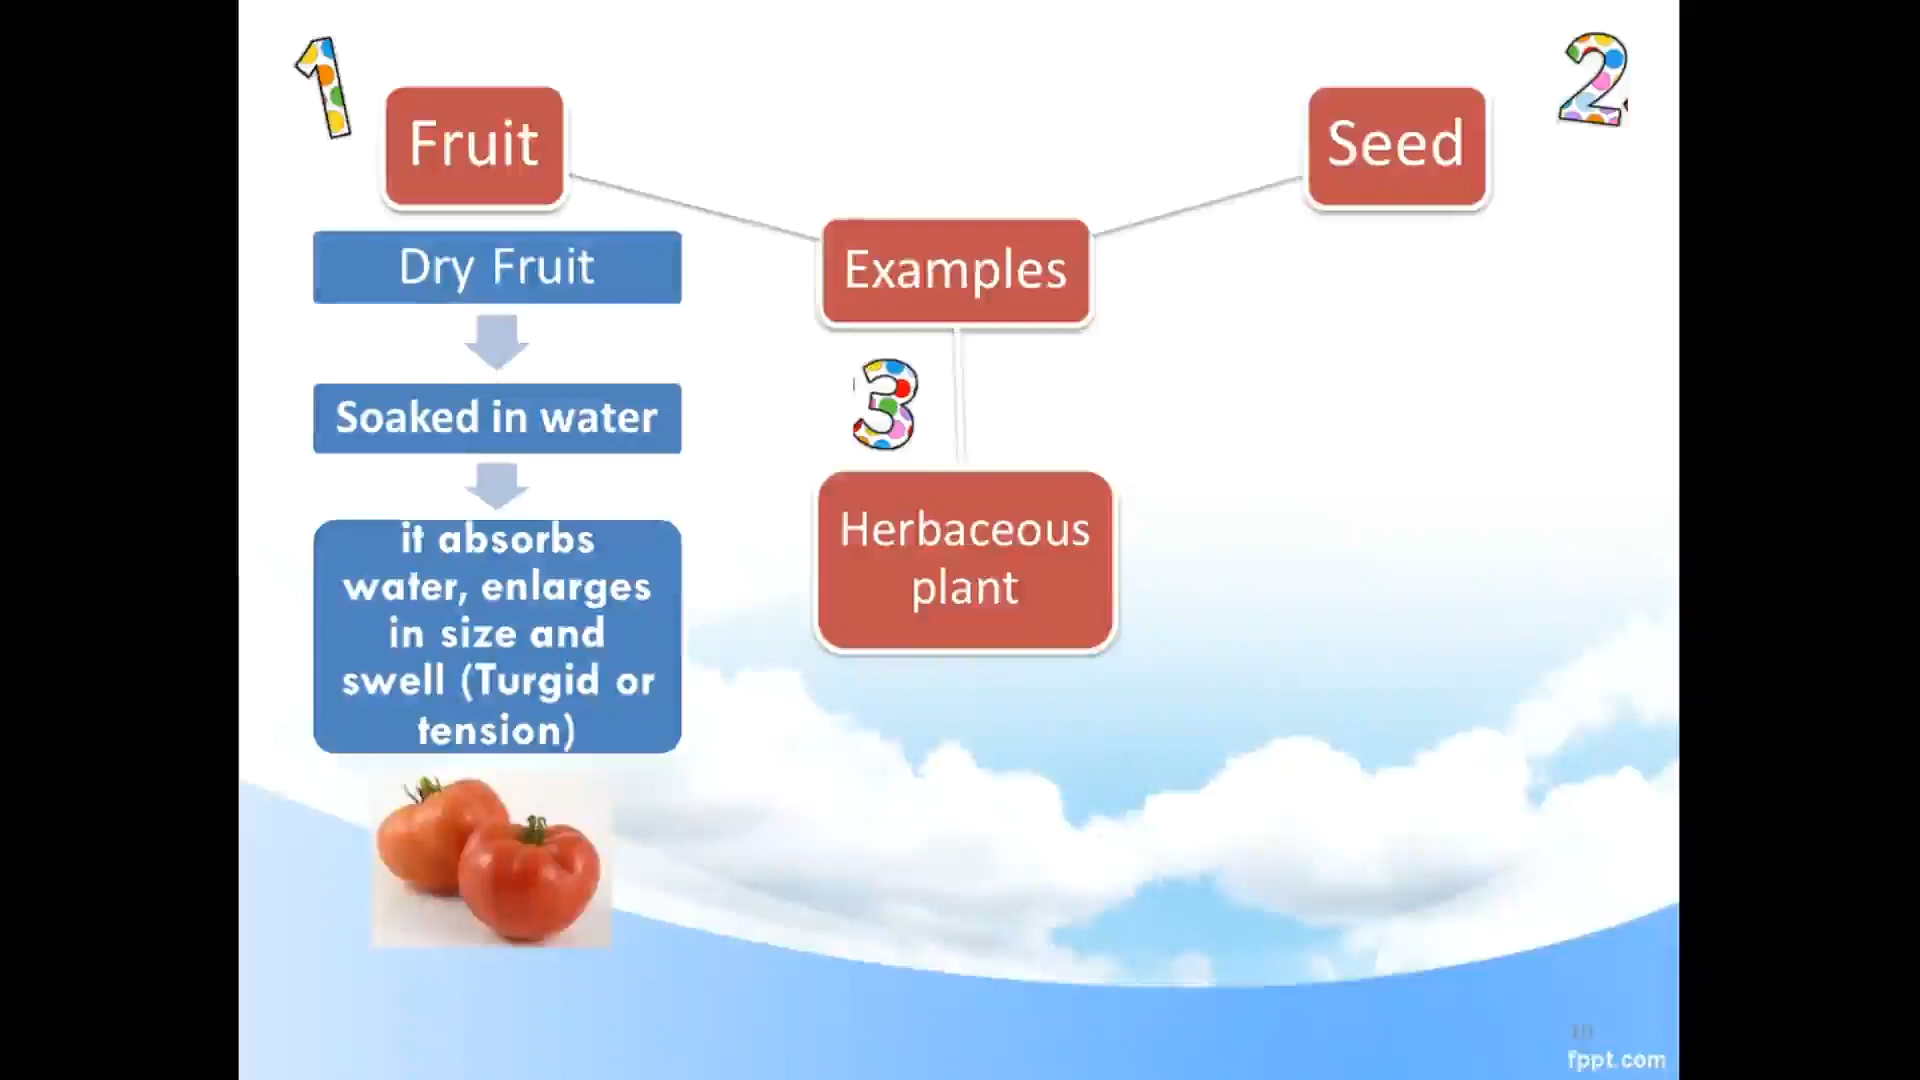 1
Fruit
Dry Fruit
Soaked in water
it absorbs
water, enlarges
in size and
swell (Turgid or
tension)
Examples
3
Herbaceous
plant
2
Seed
10
fppt.com